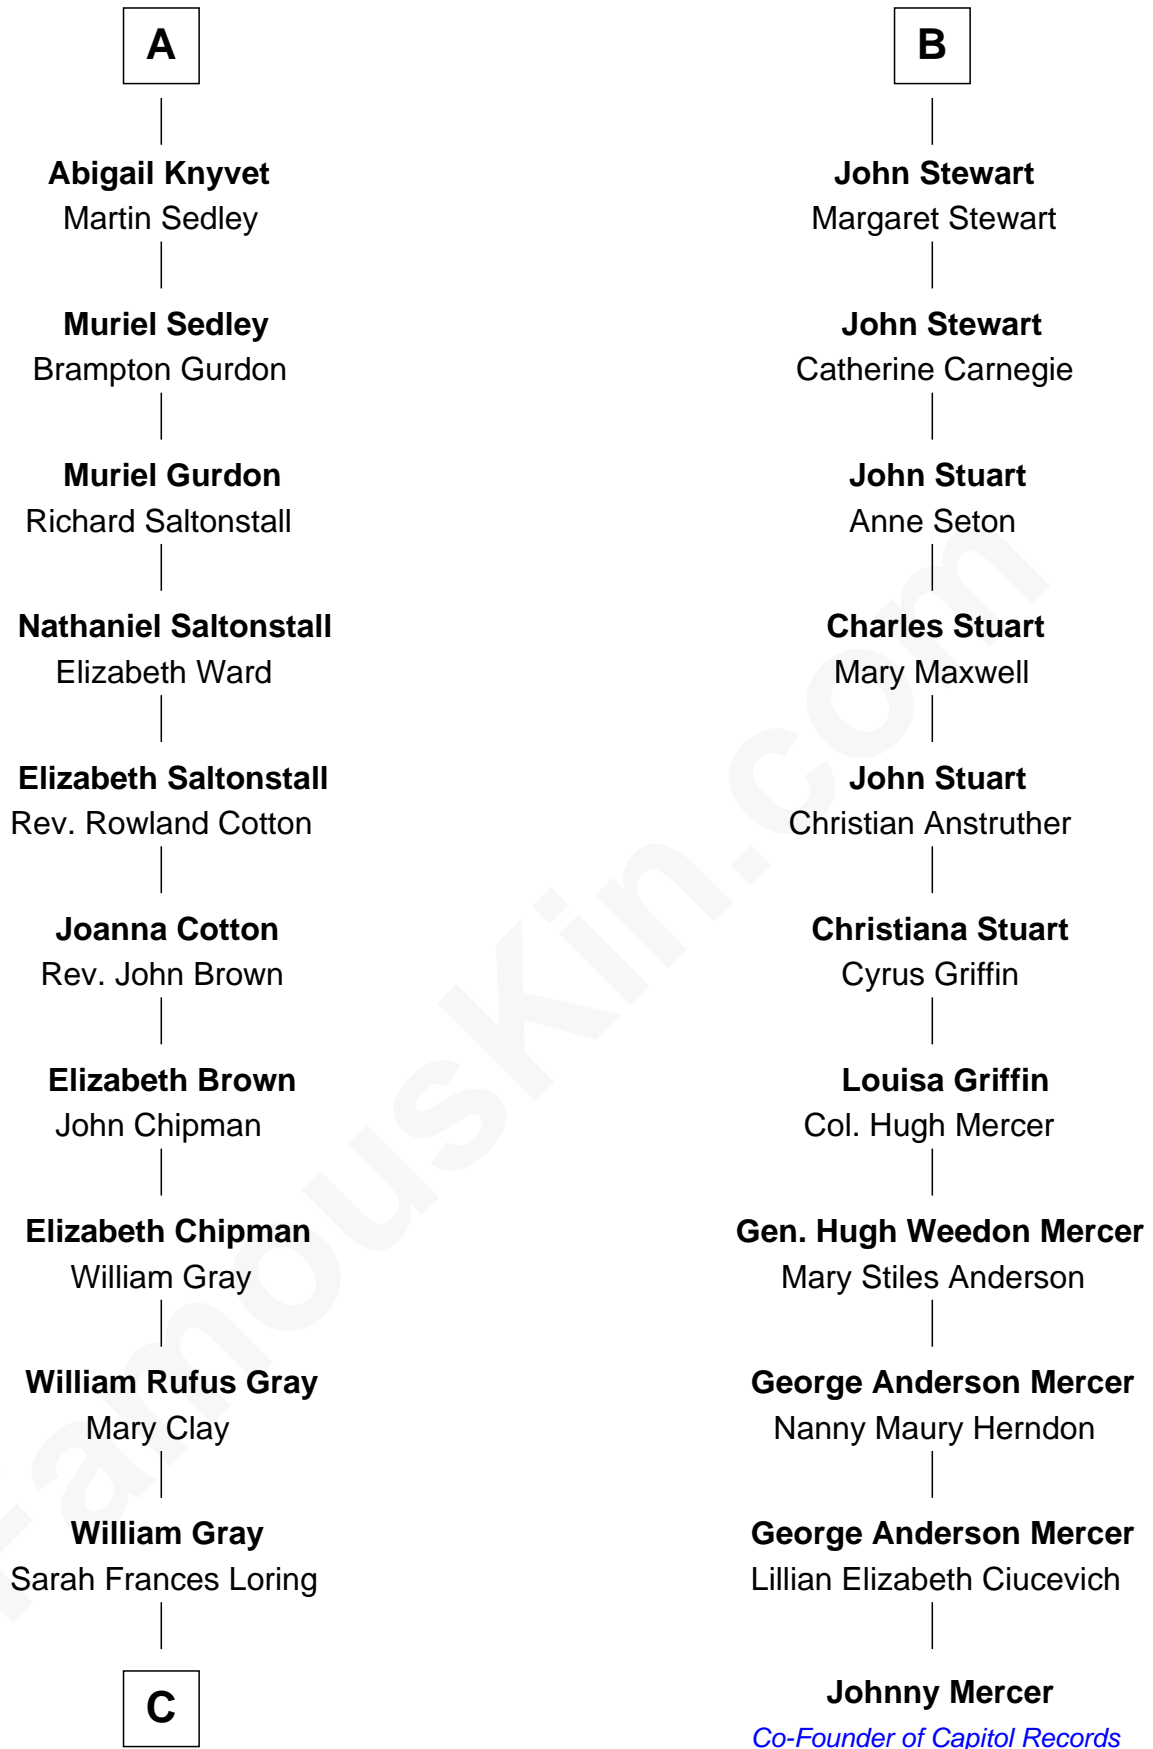 A
Abigail Knyvet
Martin Sedley
Muriel Sedley
Brampton Gurdon
Muriel Gurdon
Richard Saltonstall
Nathaniel Saltonstall
Elizabeth Ward
Elizabeth Saltonstall
Rev. Rowland Cotton
Joanna Cotton
Rev. John Brown
Elizabeth Brown
John Chipman
Elizabeth Chipman
William Gray
William Rufus Gray
Mary Clay
William Gray
Sarah Frances Loring
C
B
John Stewart
Margaret Stewart
John Stewart
Catherine Carnegie
John Stuart
Anne Seton
Charles Stuart
Mary Maxwell
John Stuart
Christian Anstruther
Christiana Stuart
Cyrus Griffin
Louisa Griffin
Col. Hugh Mercer
Gen. Hugh Weedon Mercer
Mary Stiles Anderson
George Anderson Mercer
Nanny Maury Herndon
George Anderson Mercer
Lillian Elizabeth Ciucevich
Johnny Mercer
Co-Founder of Capitol Records
FamousKin.com